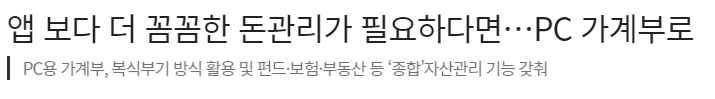 앱 보다 더 꼼꼼한 돈관리가 필요하다면…PC 가계부로
PC용 가계부, 복식부기 방식 활용 및 펀드·보험·부동산 등 ‘종합’자산관리 기능 갖춰